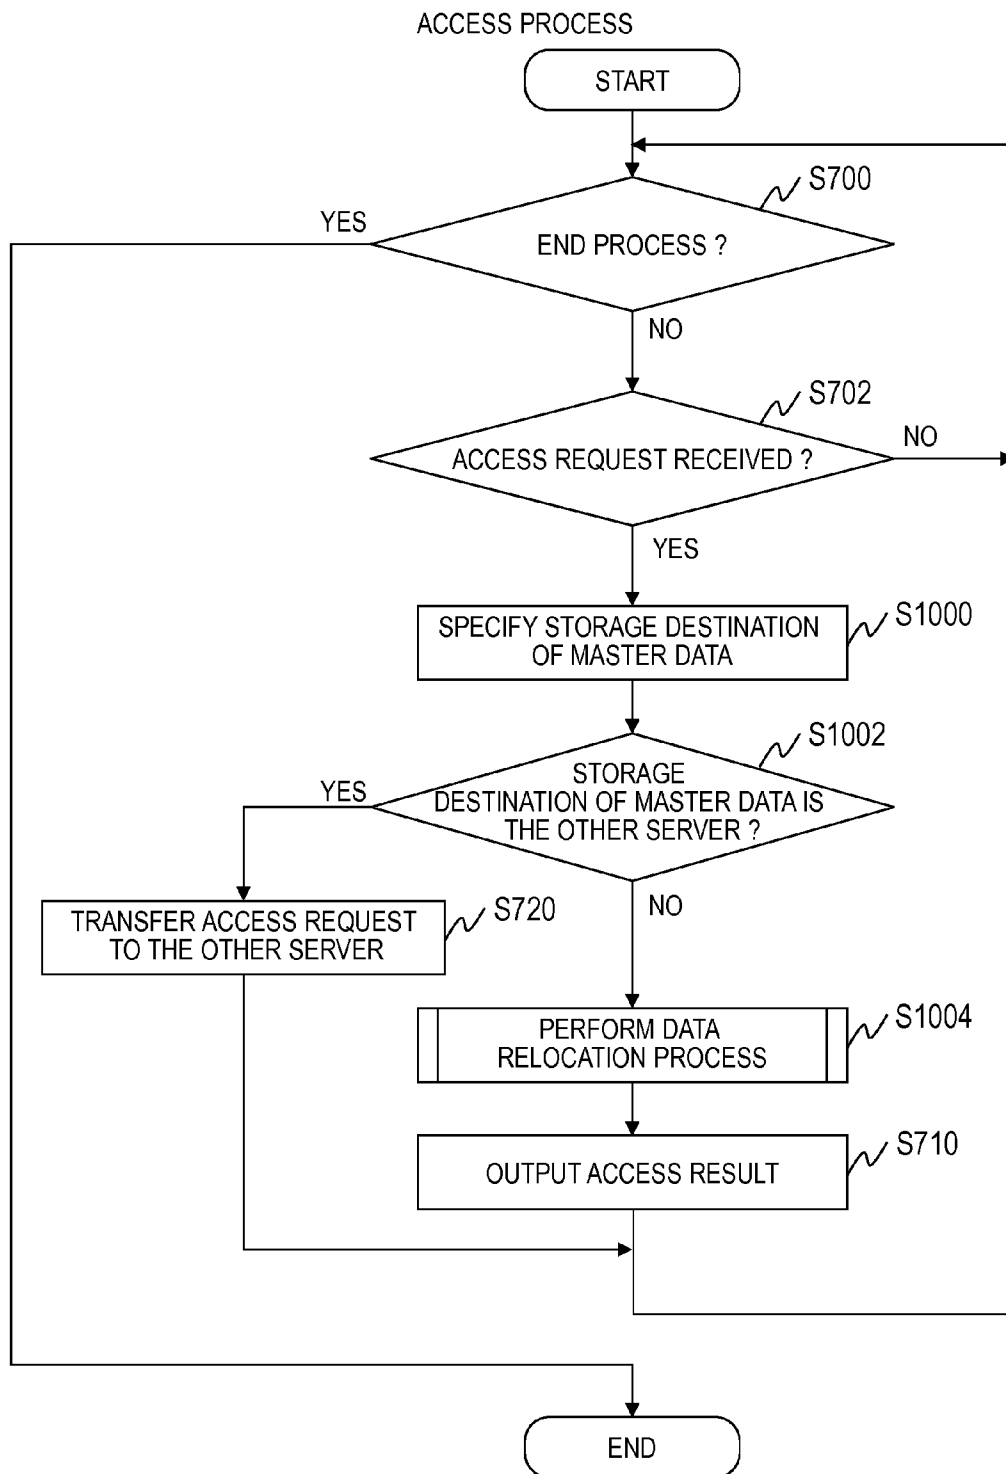 ACCESS PROCESS
START
S700
YES
END PROCESS ?
NO
S702
NO
ACCESS REQUEST RECEIVED ?
YES
S1000
SPECIFY STORAGE DESTINATION
OF MASTER DATA
S1002
YES
STORAGE
DESTINATION OF MASTER DATA IS
THE OTHER SERVER ?
NO
S720
TRANSFER ACCESS REQUEST
TO THE OTHER SERVER
S1004
PERFORM DATA
RELOCATION PROCESS
S710
OUTPUT ACCESS RESULT
END